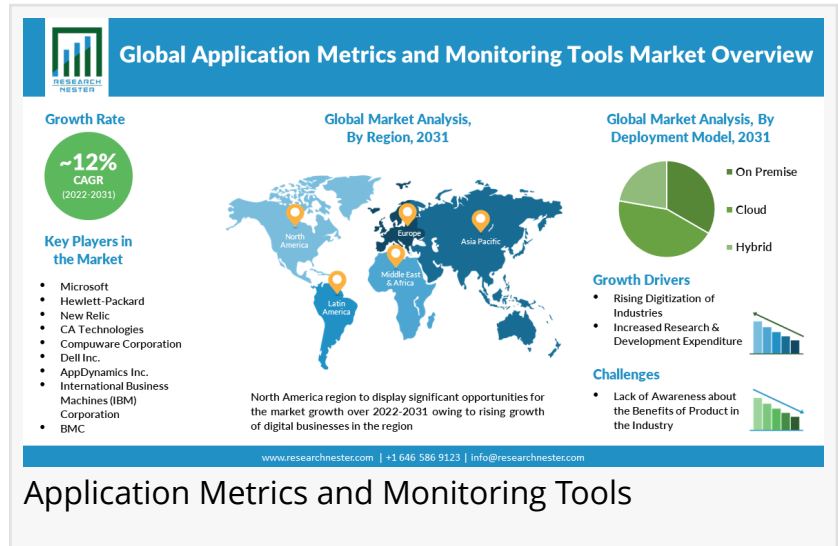 RESEARCH
NESTER
Global Application Metrics and Monitoring Tools Market Overview
Growth Rate
~12%
CAGR
(2022-2031)
Key Players in
the Market
• Microsoft
• Hewlett-Packard
• New Relic
• CA Technologies
• Compuware Corporation
• Dell Inc.
• AppDynamics Inc.
• International Business
Machines (IBM)
Corporation
• BMC
Global Market Analysis,
By Region, 2031
North
America
Europe
Asia Pacific
Middle East
& Africa
Latin
America
North America region to display significant opportunities for
the market growth over 2022-2031 owing to rising growth
of digital businesses in the region
Global Market Analysis, By
Deployment Model, 2031
On Premise
Cloud
Hybrid
Growth Drivers
• Rising Digitization of
Industries
• Increased Research &
Development Expenditure
Challenges
• Lack of Awareness about
the Benefits of Product in
the Industry
www.researchnester.com | +1 646 586 9123 | info@researchnester.com
Application Metrics and Monitoring Tools